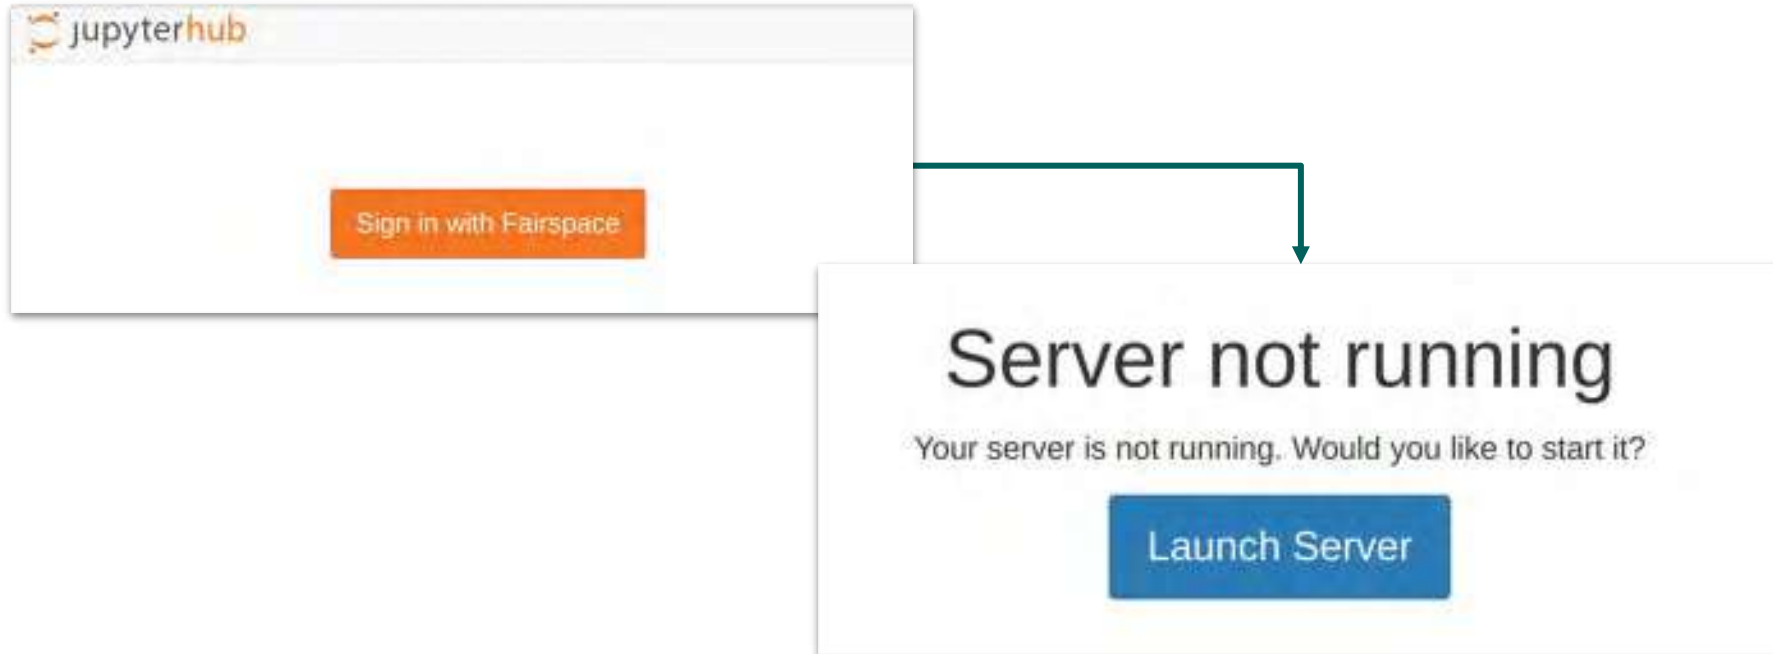 jupyterhub
Sign in with Fairspace
Server not running
Your server is not running. Would you like to start it?
Launch Server